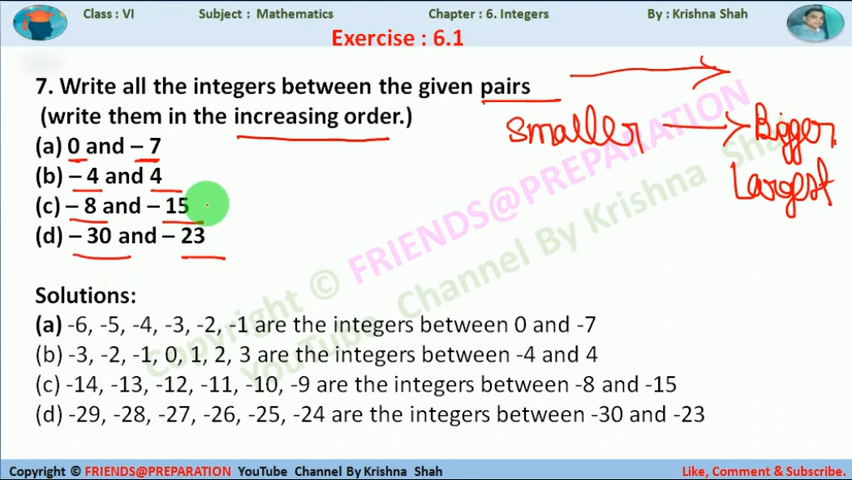 Class : VI Subject : Mathematics Chapter : 6. Integers By : Krishna Shah
Exercise : 6.1
7. Write all the integers between the given pairs
(write them in the increasing order.)
smaller → Bigger
Largest
(a) 0 and – 7
(b) – 4 and 4
(c) – 8 and – 15
(d) – 30 and – 23
Solutions:
(a) -6, -5, -4, -3, -2, -1 are the integers between 0 and -7
(b) -3, -2, -1, 0, 1, 2, 3 are the integers between -4 and 4
(c) -14, -13, -12, -11, -10, -9 are the integers between -8 and -15
(d) -29, -28, -27, -26, -25, -24 are the integers between -30 and -23
Copyright © FRIENDS@PREPARATION
YouTube Channel By Krishna Shah
Copyright © FRIENDS@PREPARATION YouTube Channel By Krishna Shah Like, Comment & Subscribe.